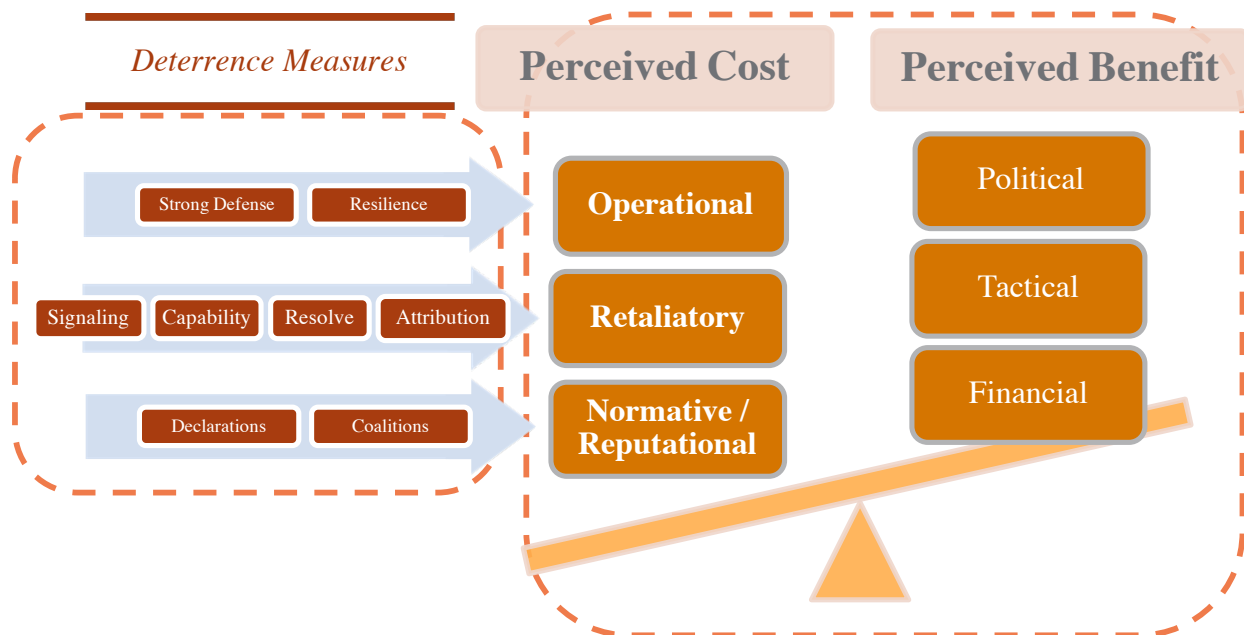 Deterrence Measures
Perceived Cost
Perceived Benefit
Strong Defense
Resilience
Operational
Political
Signaling
Capability
Resolve
Attribution
Retaliatory
Tactical
Declarations
Coalitions
Normative /
Reputational
Financial